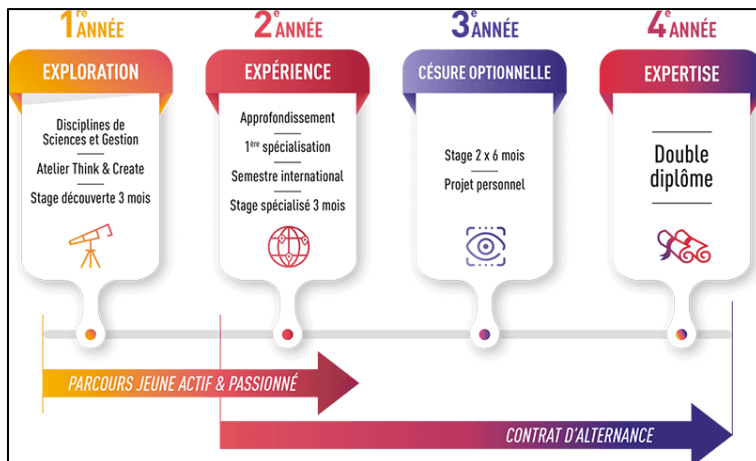 1re ANNÉE
EXPLORATION
Disciplines de
Sciences et Gestion
Atelier Think & Create
Stage découverte 3 mois
2e ANNÉE
EXPÉRIENCE
Approfondissement
1ère spécialisation
Semestre international
Stage spécialisé 3 mois
3e ANNÉE
CÉSURE OPTIONNELLE
Stage 2 x 6 mois
Projet personnel
4e ANNÉE
EXPERTISE
Double
diplôme
PARCOURS JEUNE ACTIF & PASSIONNÉ
CONTRAT D'ALTERNANCE